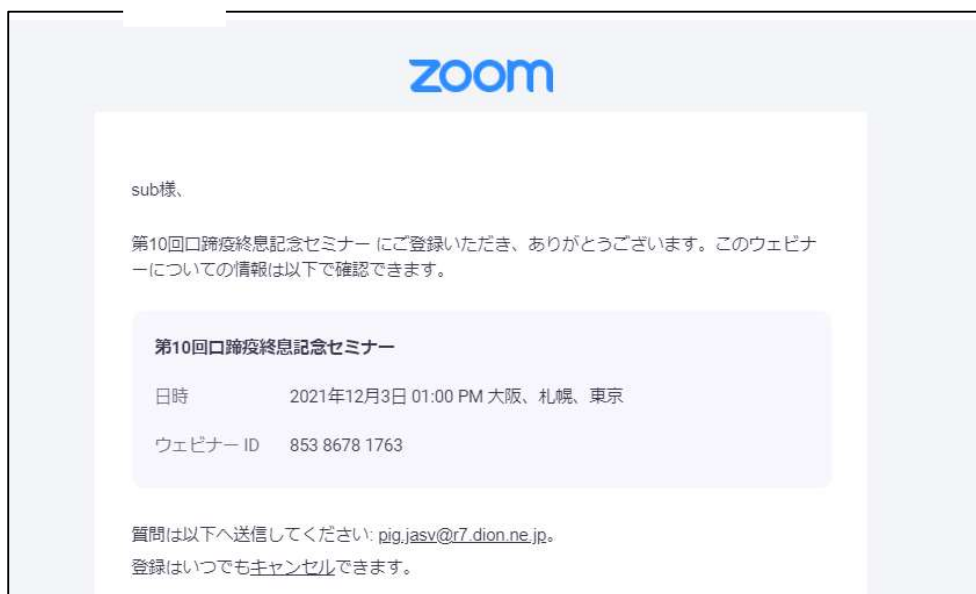 zoom
sub様、
第10回口蹄疫終息記念セミナー にご登録いただき、ありがとうございます。このウェビナ
ーについての情報は以下で確認できます。
第10回口蹄疫終息記念セミナー
日時 2021年12月3日 01:00 PM 大阪、札幌、東京
ウェビナー ID 853 8678 1763
質問は以下へ送信してください: pig.jasv@r7.dion.ne.jp。
登録はいつでもキャンセルできます。